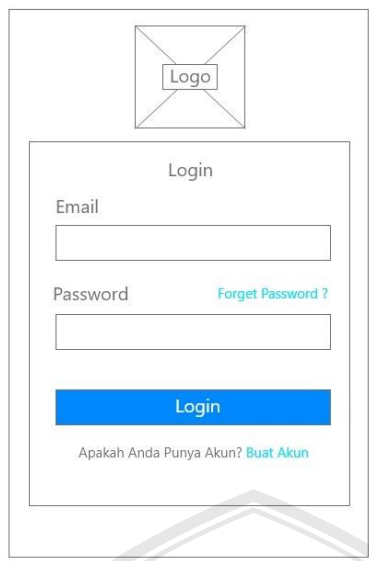 Logo
Login
Email
Password Forget Password ?
Login
Apakah Anda Punya Akun? Buat Akun